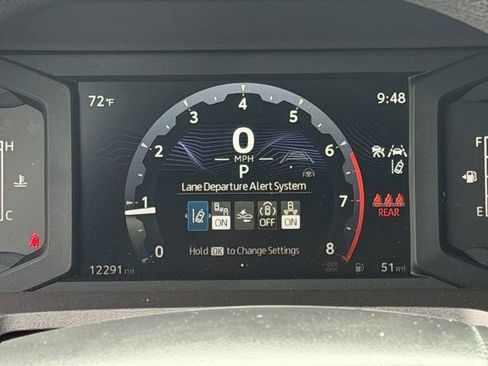 72°F
9:48
H
F
4
3
5
0
MPH
2
6
P
Lane Departure Alert System
1
7
REAR
ON
OFF
ON
C
E
Hold OK to Change Settings
0
8
12291 mi
51 mi